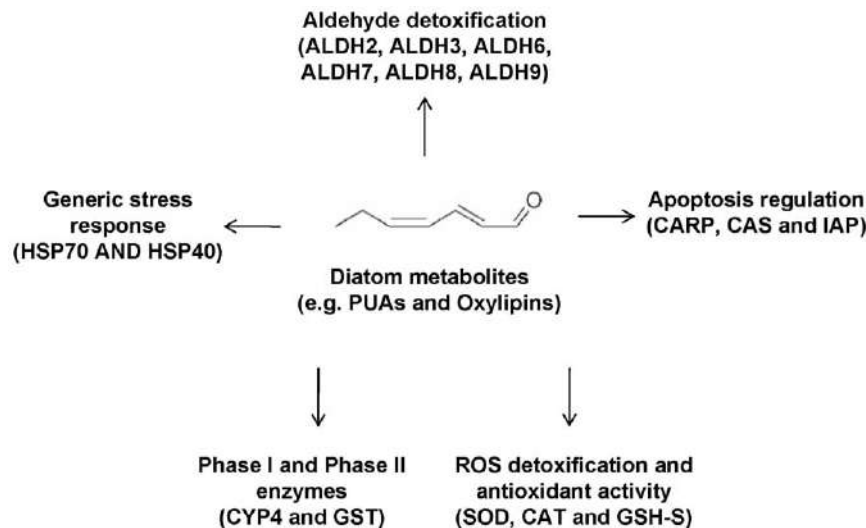 Aldehyde detoxification
(ALDH2, ALDH3, ALDH6,
ALDH7, ALDH8, ALDH9)
Generic stress
response
(HSP70 AND HSP40)
O
Apoptosis regulation
(CARP, CAS and IAP)
Diatom metabolites
(e.g. PUAs and Oxylipins)
Phase I and Phase II
enzymes
(CYP4 and GST)
ROS detoxification and
antioxidant activity
(SOD, CAT and GSH-S)